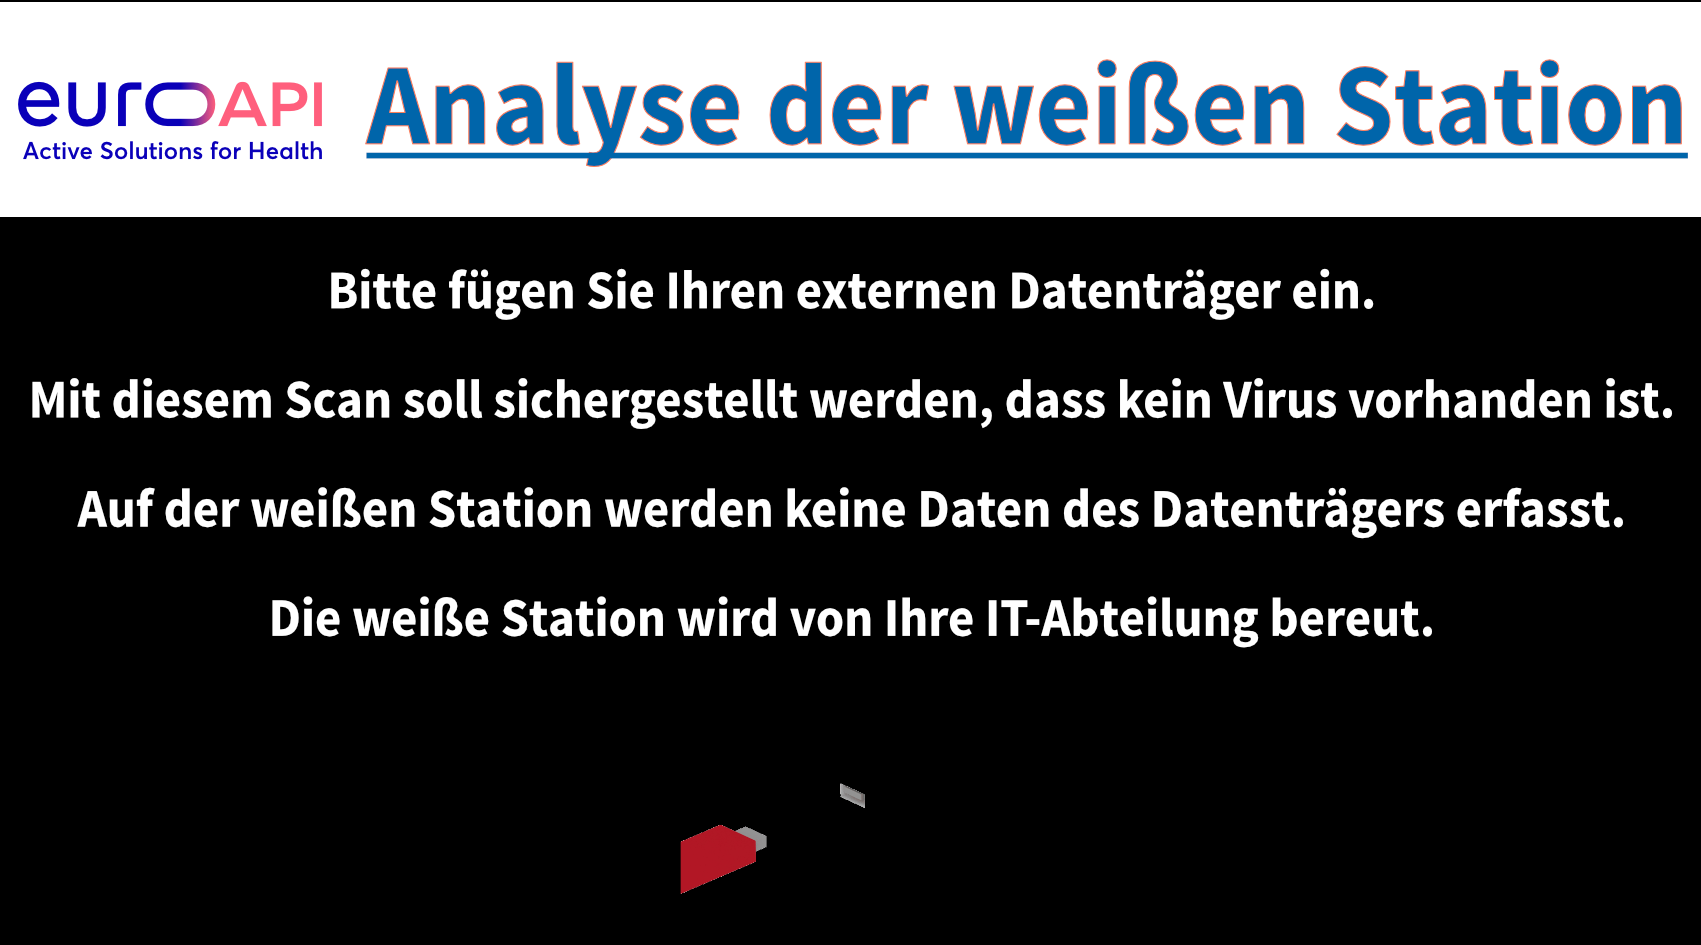 euroAPI
Active Solutions for Health
Analyse der weißen Station
Bitte fügen Sie Ihren externen Datenträger ein.
Mit diesem Scan soll sichergestellt werden, dass kein Virus vorhanden ist.
Auf der weißen Station werden keine Daten des Datenträgers erfasst.
Die weiße Station wird von Ihre IT-Abteilung bereut.